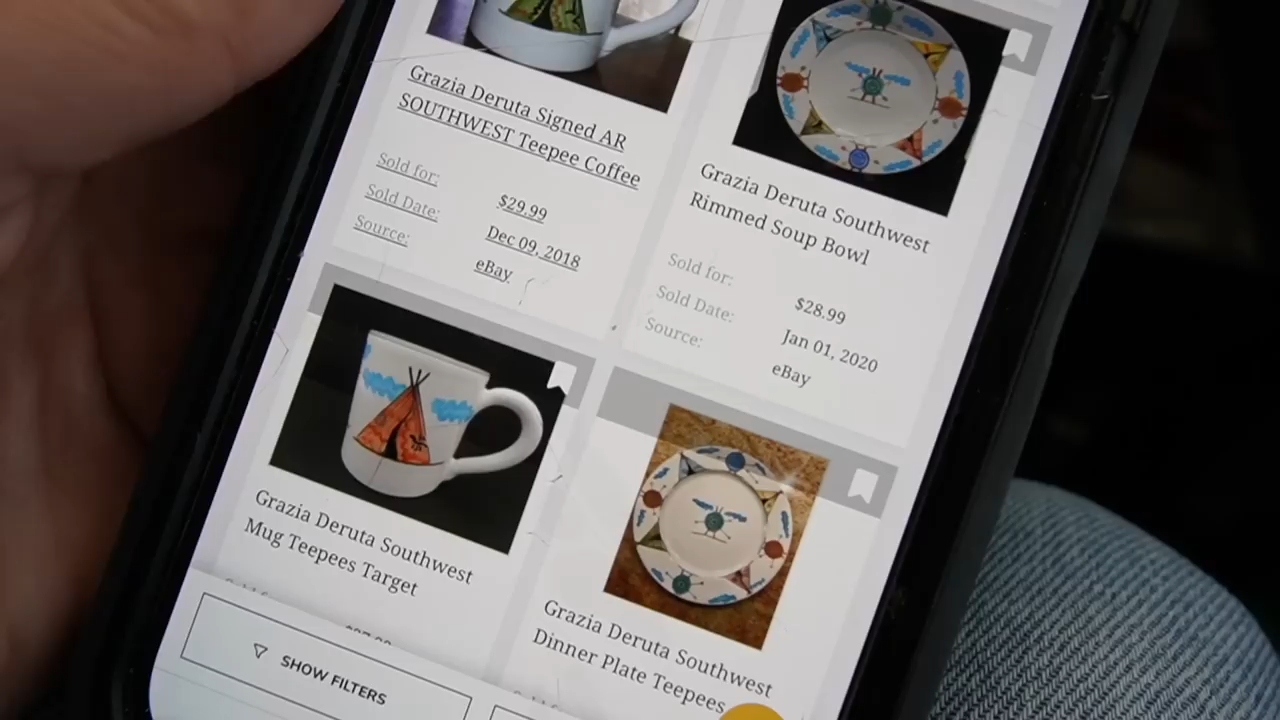 Grazia Deruta Signed AR
SOUTHWEST Teepee Coffee
Sold for:
$29.99
Sold Date:
Dec 09, 2018
Source:
eBay
Grazia Deruta Southwest
Rimmed Soup Bowl
Sold for:
$28.99
Sold Date:
Jan 01, 2020
Source:
eBay
Grazia Deruta Southwest
Mug Teepees Target
Grazia Deruta Southwest
Dinner Plate Teepees
SHOW FILTERS